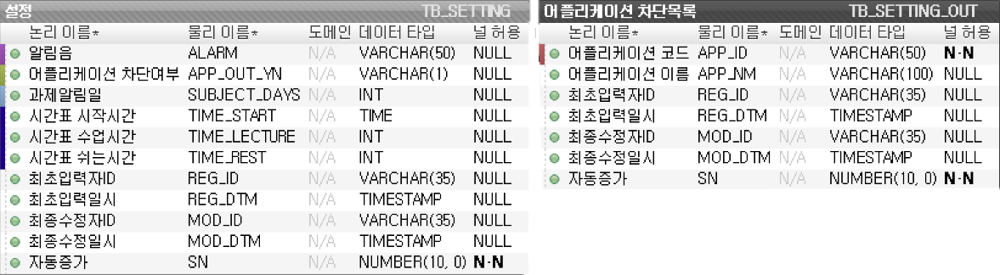 설정 TB_SETTING
논리 이름* 물리 이름* 도메인 데이터 타입 널 허용
알림음 ALARM N/A VARCHAR(50) NULL
어플리케이션 차단여부 APP_OUT_YN N/A VARCHAR(1) NULL
과제알림일 SUBJECT_DAYS N/A INT NULL
시간표 시작시간 TIME_START N/A TIME NULL
시간표 수업시간 TIME_LECTURE N/A INT NULL
시간표 쉬는시간 TIME_REST N/A INT NULL
최초입력자ID REG_ID N/A VARCHAR(35) NULL
최초입력일시 REG_DTM N/A TIMESTAMP NULL
최종수정자ID MOD_ID N/A VARCHAR(35) NULL
최종수정일시 MOD_DTM N/A TIMESTAMP NULL
자동증가 SN N/A NUMBER(10, 0) N-N
어플리케이션 차단목록 TB_SETTING_OUT
논리 이름* 물리 이름* 도메인 데이터 타입 널 허용
어플리케이션 코드 APP_ID N/A VARCHAR(50) N-N
어플리케이션 이름 APP_NM N/A VARCHAR(100) NULL
최초입력자ID REG_ID N/A VARCHAR(35) NULL
최초입력일시 REG_DTM N/A TIMESTAMP NULL
최종수정자ID MOD_ID N/A VARCHAR(35) NULL
최종수정일시 MOD_DTM N/A TIMESTAMP NULL
자동증가 SN N/A NUMBER(10, 0) N-N